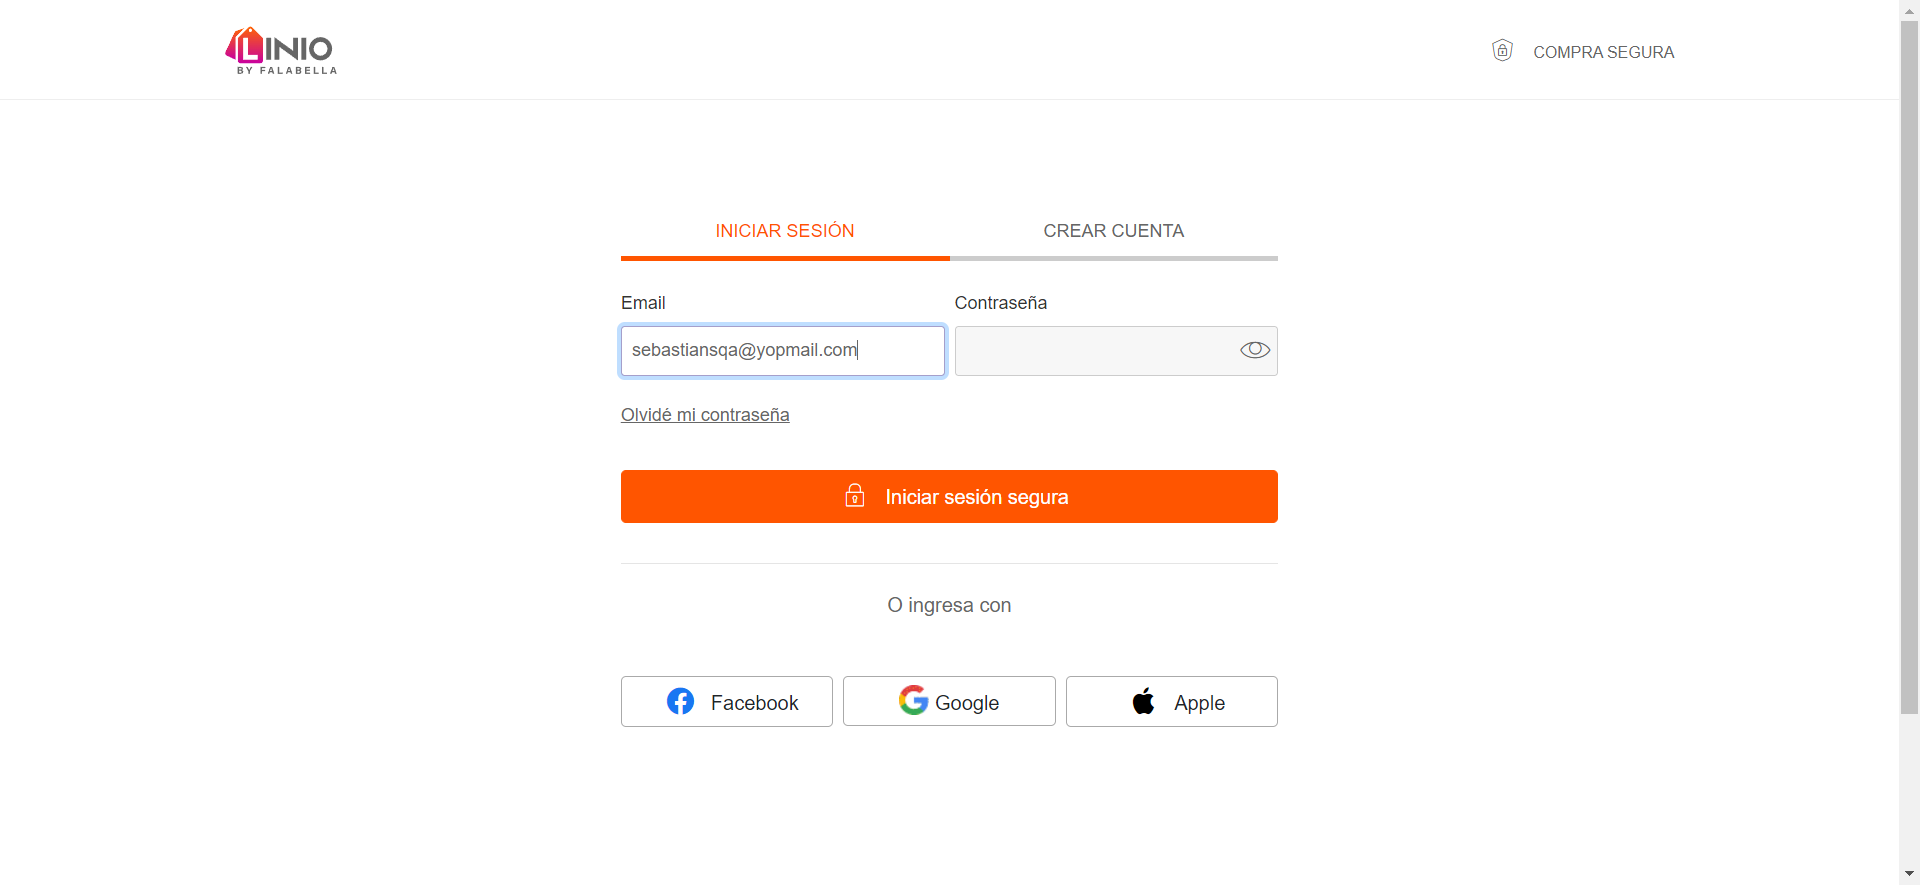 LINIO
BY FALABELLA
COMPRA SEGURA
INICIAR SESIÓN
CREAR CUENTA
Email
Contraseña
sebastiansqa@yopmail.com
Olvidé mi contraseña
Iniciar sesión segura
O ingresa con
Facebook
Google
Apple